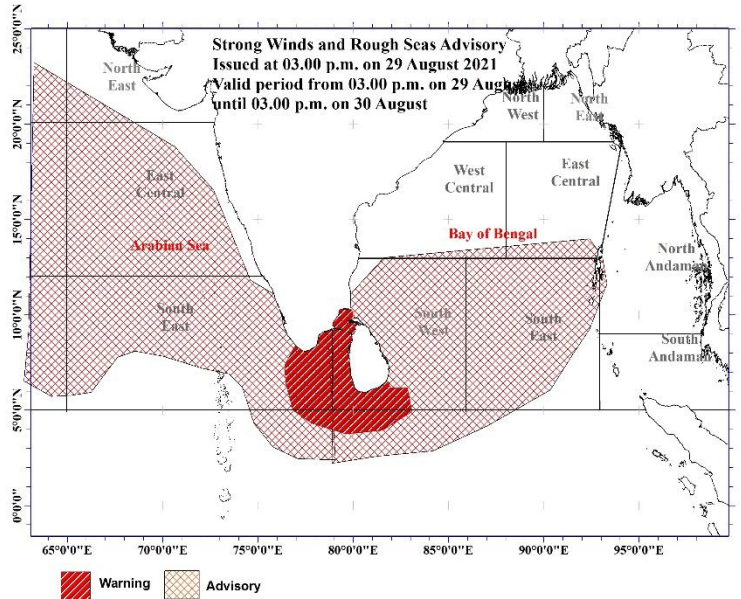 25°0'0"N
20°0'0"N
15°0'0"N
10°0'0"N
5°0'0"N
0°0'0"
Strong Winds and Rough Seas Advisory
Issued at 03.00 p.m. on 29 August 2021
Valid period from 03.00 p.m. on 29 Aug
until 03.00 p.m. on 30 August
North
East
North
West
North
East
East
Central
West
Central
East
Central
Arabian Sea
Bay of Bengal
North
Andaman
South
East
South
West
South
East
South
Andaman
65°0'0"E
70°0'0"E
75°0'0"E
80°0'0"E
85°0'0"E
90°0'0"E
95°0'0"E
Warning
Advisory